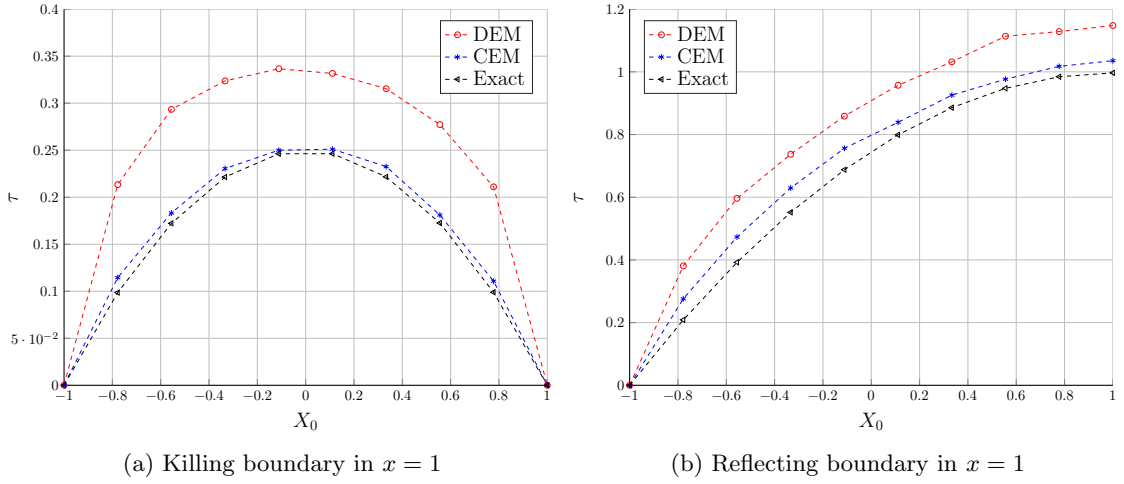 0.4
0.35
0.3
0.25
0.2
0.15
0.1
5 · 10⁻²
0
τ
−1 −0.8 −0.6 −0.4 −0.2 0 0.2 0.4 0.6 0.8 1
X₀
DEM
CEM
Exact
(a) Killing boundary in x = 1
1.2
1
0.8
0.6
0.4
0.2
0
τ
−1 −0.8 −0.6 −0.4 −0.2 0 0.2 0.4 0.6 0.8 1
X₀
DEM
CEM
Exact
(b) Reflecting boundary in x = 1